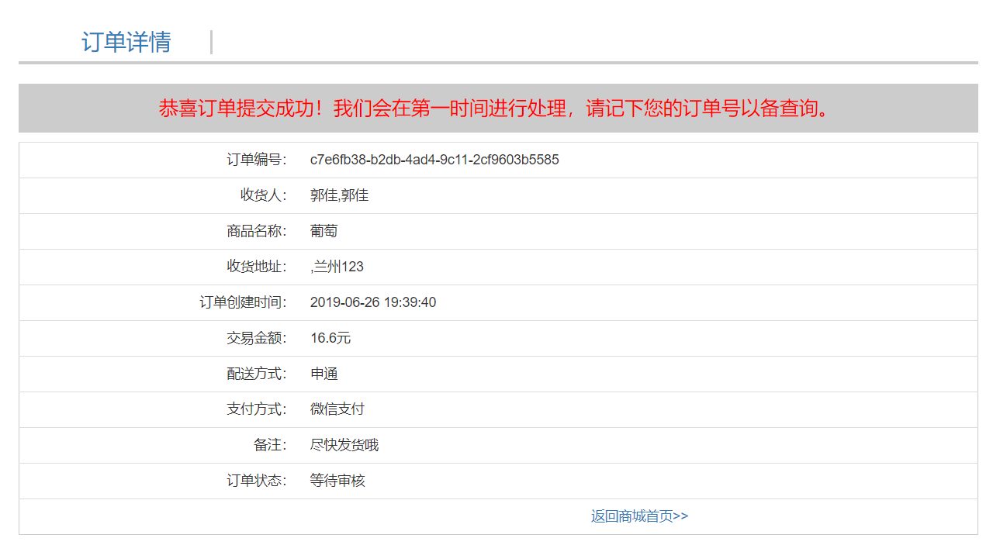 订单详情
恭喜订单提交成功！我们会在第一时间进行处理，请记下您的订单号以备查询。
订单编号： c7e6fb38-b2db-4ad4-9c11-2cf9603b5585
收货人： 郭佳,郭佳
商品名称： 葡萄
收货地址： ,兰州123
订单创建时间： 2019-06-26 19:39:40
交易金额： 16.6元
配送方式： 申通
支付方式： 微信支付
备注： 尽快发货哦
订单状态： 等待审核
返回商城首页>>